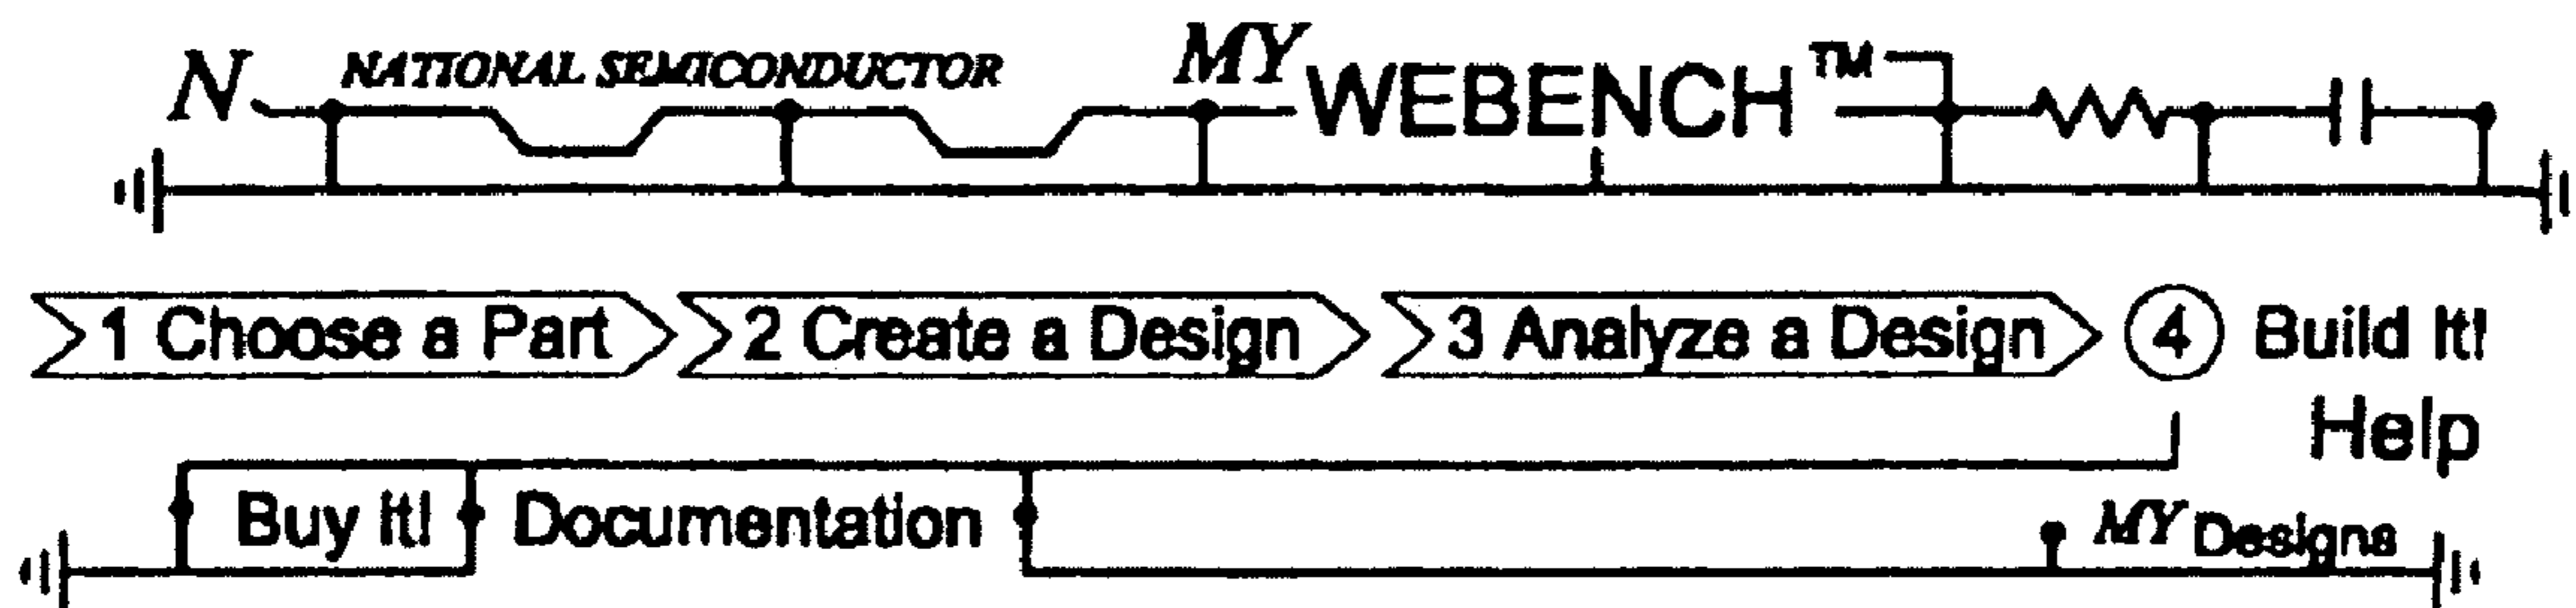 N NATIONAL SEMICONDUCTOR MY WEBENCH™
1 Choose a Part 2 Create a Design 3 Analyze a Design 4 Build It!
Help
Buy It! Documentation MY Designs